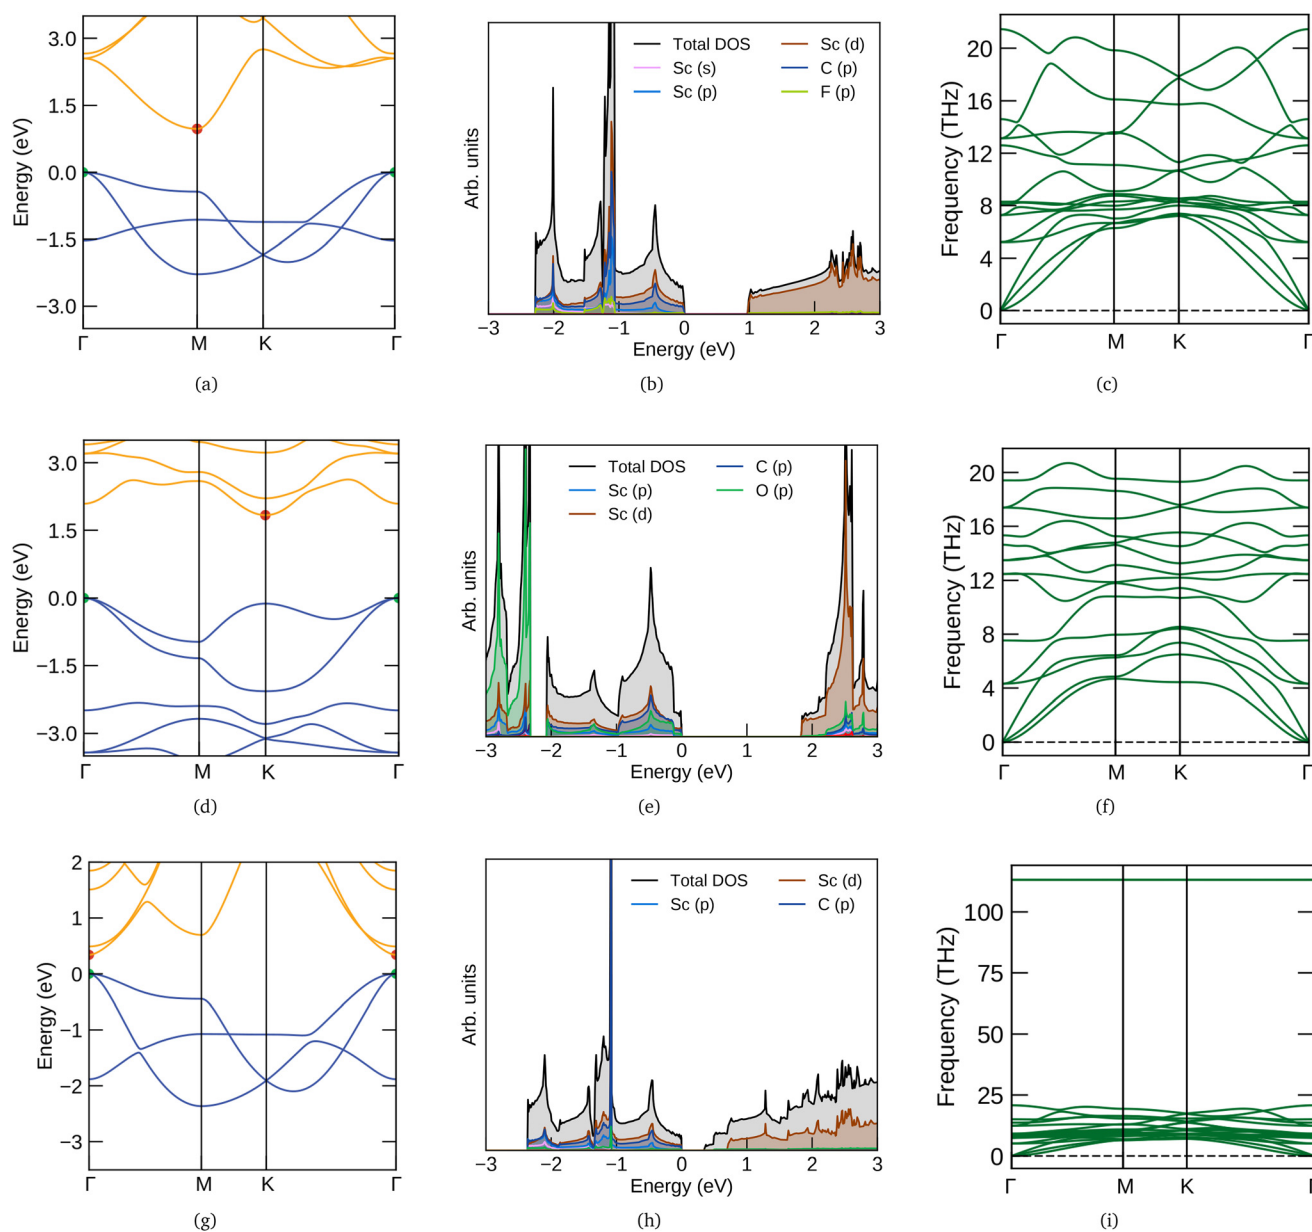 3.0
1.5
0.0
−1.5
−3.0
Energy (eV)
Γ M K Γ
(a)
Total DOS Sc (d)
Sc (s) C (p)
Sc (p) F (p)
Arb. units
−3 −2 −1 0 1 2 3
Energy (eV)
(b)
20
16
12
8
4
0
Frequency (THz)
Γ M K Γ
(c)
3.0
1.5
0.0
−1.5
−3.0
Energy (eV)
Γ M K Γ
(d)
Total DOS C (p)
Sc (p) O (p)
Sc (d)
Arb. units
−3 −2 −1 0 1 2 3
Energy (eV)
(e)
20
16
12
8
4
0
Frequency (THz)
Γ M K Γ
(f)
2
1
0
−1
−2
−3
Energy (eV)
Γ M K Γ
(g)
Total DOS Sc (d)
Sc (p) C (p)
Arb. units
−3 −2 −1 0 1 2 3
Energy (eV)
(h)
100
75
50
25
0
Frequency (THz)
Γ M K Γ
(i)